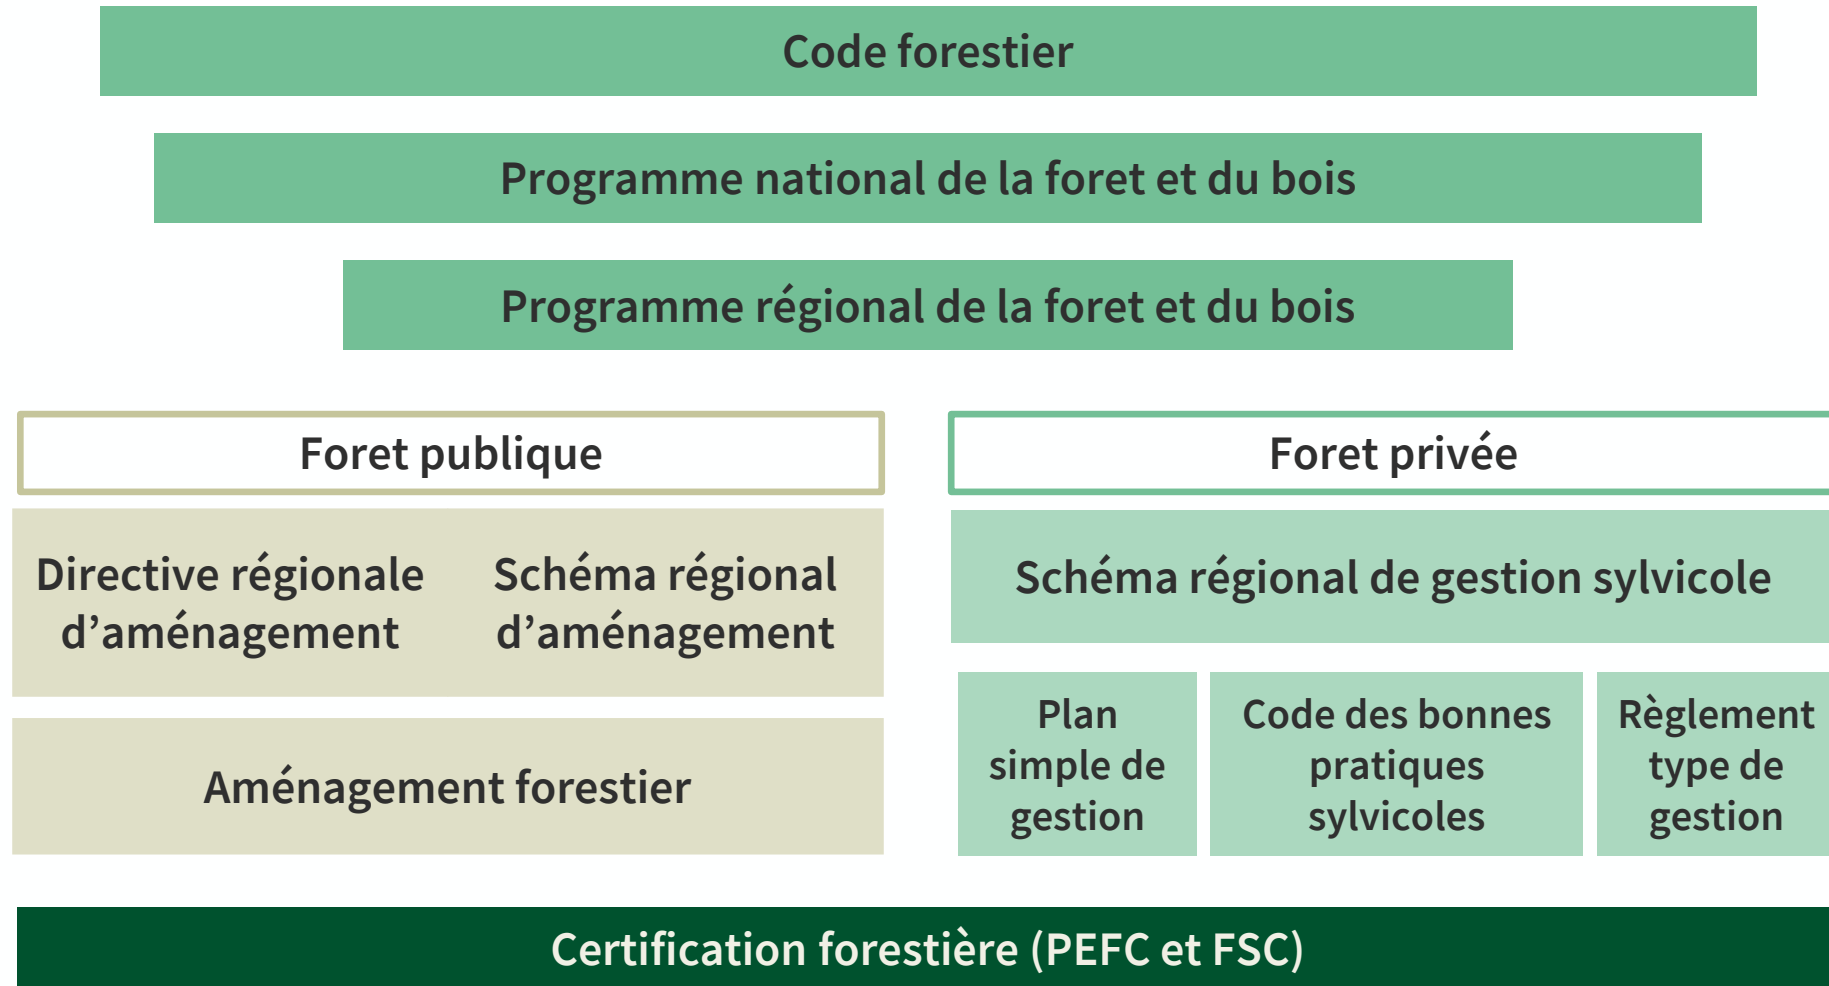 Code forestier
Programme national de la foret et du bois
Programme régional de la foret et du bois
Foret publique
Directive régionale
d’aménagement
Schéma régional
d’aménagement
Aménagement forestier
Foret privée
Schéma régional de gestion sylvicole
Plan
simple de
gestion
Code des bonnes
pratiques
sylvicoles
Règlement
type de
gestion
Certification forestière (PEFC et FSC)